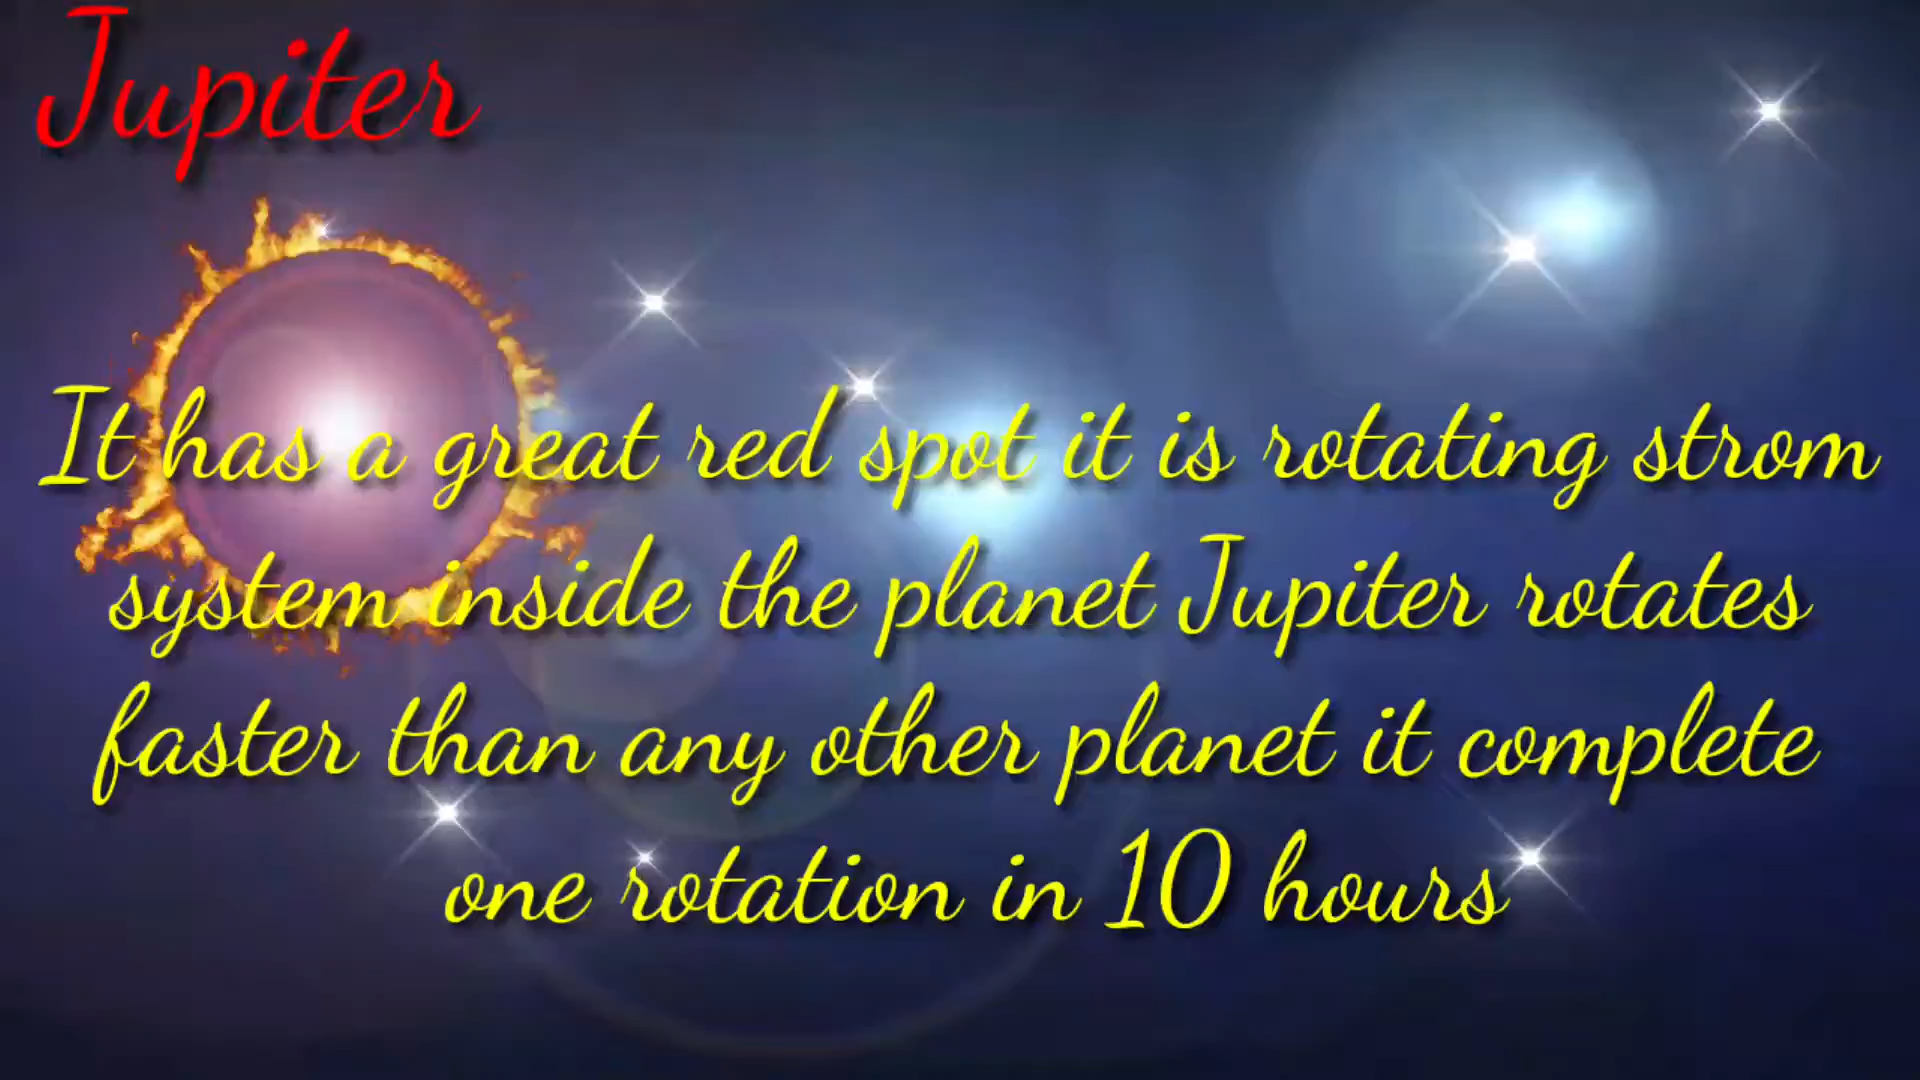 Jupiter
It has a great red spot it is rotating strom
system inside the planet Jupiter rotates
faster than any other planet it complete
one rotation in 10 hours